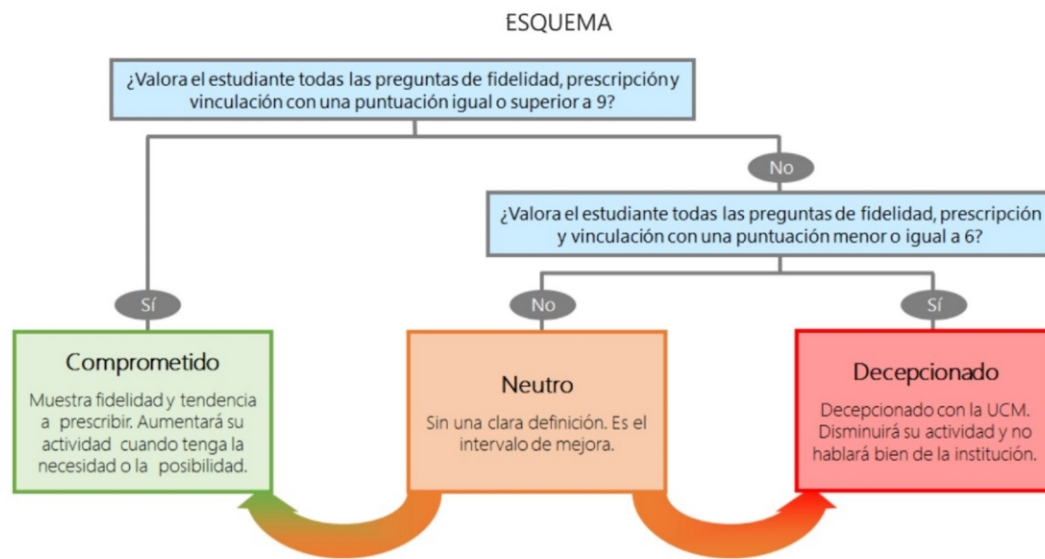 ESQUEMA
¿Valora el estudiante todas las preguntas de fidelidad, prescripción y
vinculación con una puntuación igual o superior a 9?
No
¿Valora el estudiante todas las preguntas de fidelidad, prescripción
y vinculación con una puntuación menor o igual a 6?
Sí
No
Sí
Comprometido
Muestra fidelidad y tendencia
a prescribir. Aumentará su
actividad cuando tenga la
necesidad o la posibilidad.
Neutro
Sin una clara definición. Es el
intervalo de mejora.
Decepcionado
Decepcionado con la UCM.
Disminuirá su actividad y no
hablará bien de la institución.